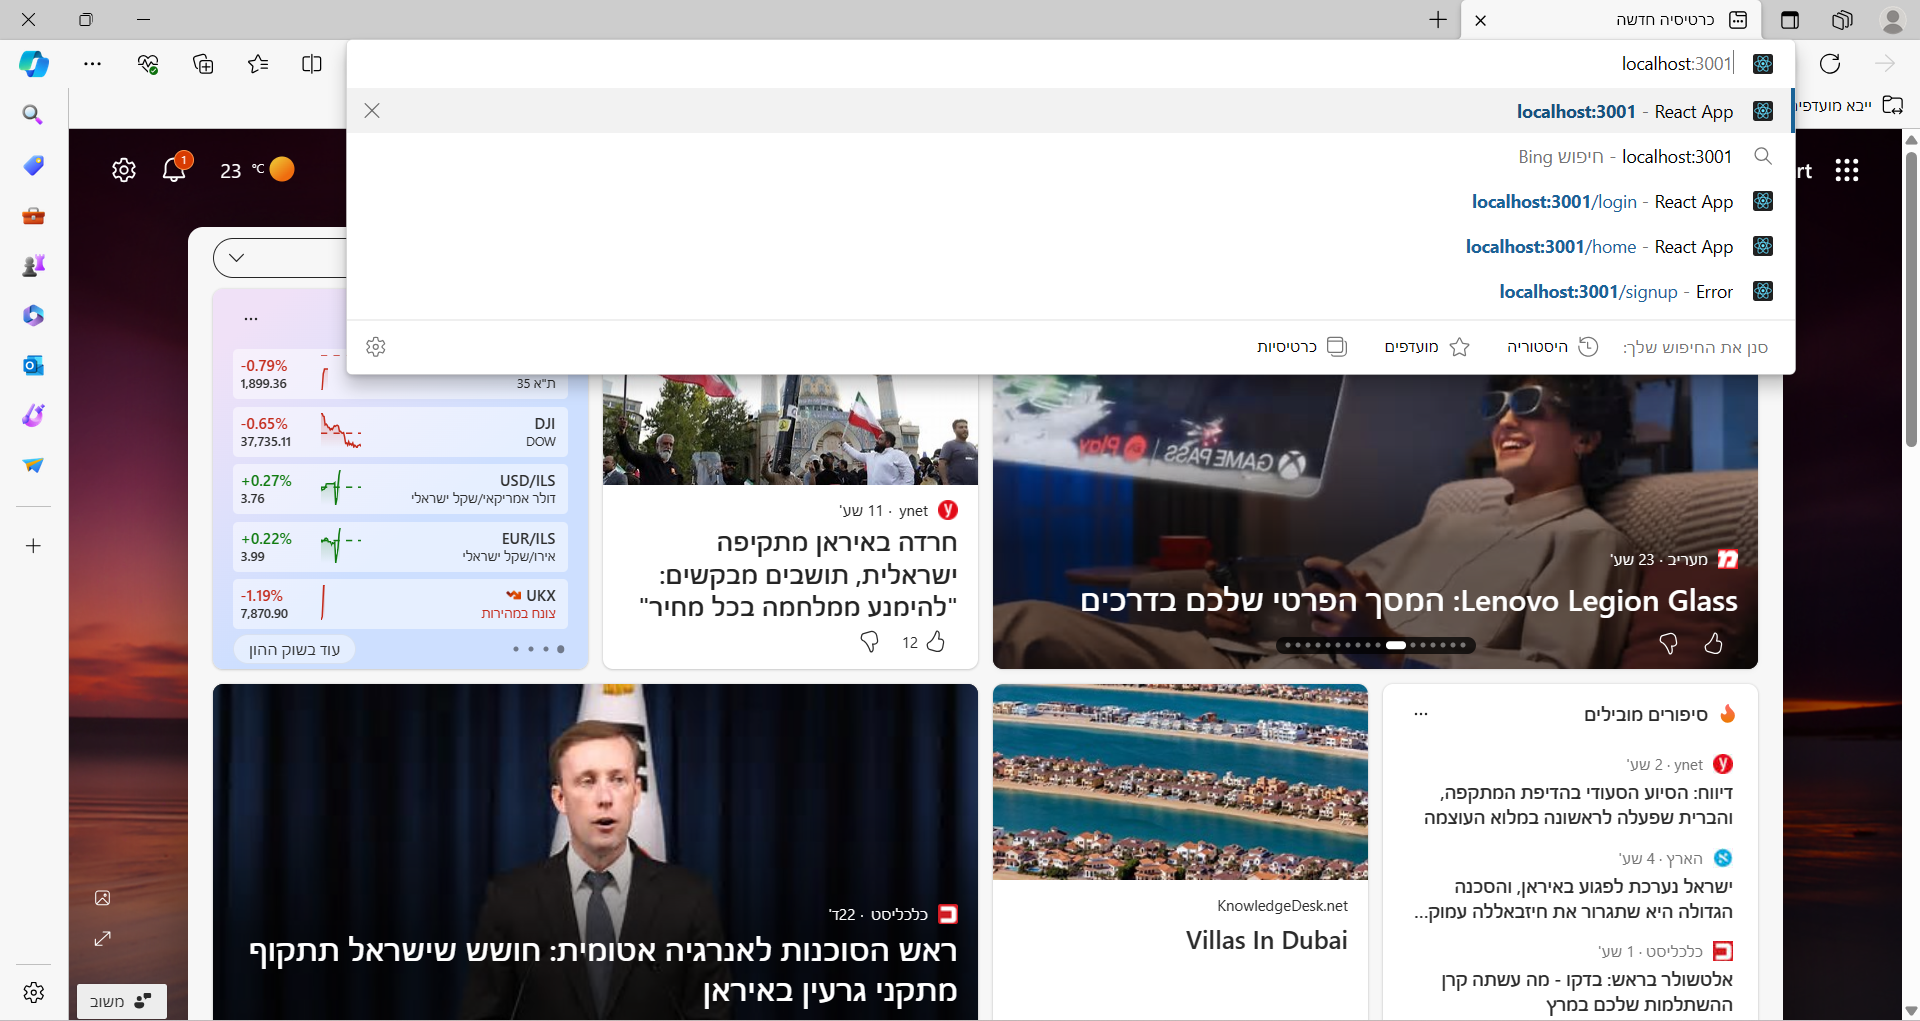 כרטיסיה חדשה
localhost:3001
ייבא מועדפי
localhost:3001 - React App
localhost:3001 - חיפוש Bing
localhost:3001/login - React App
localhost:3001/home - React App
localhost:3001/signup - Error
סנן את החיפוש שלך:
היסטוריה
מועדפים
כרטיסיות
rt
1
23 °C
...
ת"א 35
-0.79%
1,899.36
DJI
DOW
-0.65%
37,735.11
USD/ILS
דולר אמריקאי/שקל ישראלי
+0.27%
3.76
EUR/ILS
אירו/שקל ישראלי
+0.22%
3.99
UKX
צונח במהירות
-1.19%
7,870.90
עוד בשוק ההון
ynet · 11 שע'
חרדה באיראן מתקיפה
ישראלית, תושבים מבקשים:
"להימנע ממלחמה בכל מחיר"
12
GAME PASS
Play
מעריב · 23 שע'
Lenovo Legion Glass: המסך הפרטי שלכם בדרכים
כלכליסט · 22ד'
ראש הסוכנות לאנרגיה אטומית: חושש שישראל תתקוף
מתקני גרעין באיראן
KnowledgeDesk.net
Villas In Dubai
סיפורים מובילים
...
ynet · 2 שע'
דיווח: הסיוע הסעודי בהדיפת המתקפה,
והברית שפעלה לראשונה במלוא העוצמה
הארץ · 4 שע'
ישראל נערכת לפגוע באיראן, והסכנה
הגדולה היא שתגרור את חיזבאללה עמוק...
כלכליסט · 1 שע'
אלטשולר בראש: בדקו - מה עשתה קרן
ההשתלמות שלכם במרץ
משוב